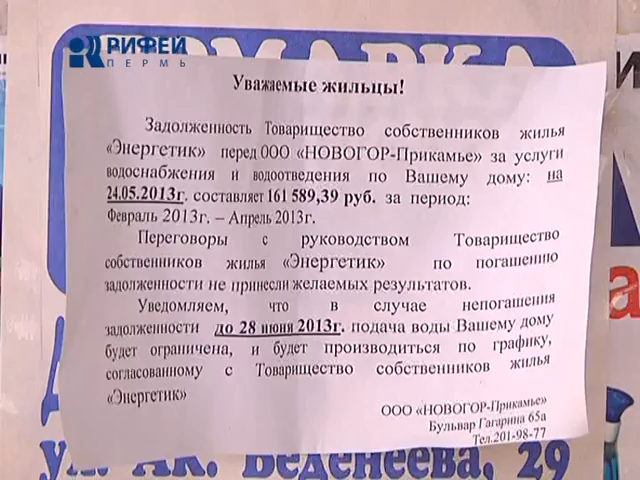 РИФЕЙ
ПЕРМЬ
Уважаемые жильцы!
Задолженность Товарищество собственников жилья
«Энергетик» перед ООО «НОВОГОР-Прикамье» за услуги
водоснабжения и водоотведения по Вашему дому: на
24.05.2013г. составляет 161 589,39 руб. за период:
Февраль 2013г. – Апрель 2013г.
Переговоры с руководством Товарищество
собственников жилья «Энергетик» по погашению
задолженности не принесли желаемых результатов.
Уведомляем, что в случае непогашения
задолженности до 28 июня 2013г. подача воды Вашему дому
будет ограничена, и будет производиться по графику,
согласованному с Товарищество собственников жилья
«Энергетик»
ООО «НОВОГОР-Прикамье»
Бульвар Гагарина 65а
Тел.201-98-77
ул. Ак. Веденеева, 29